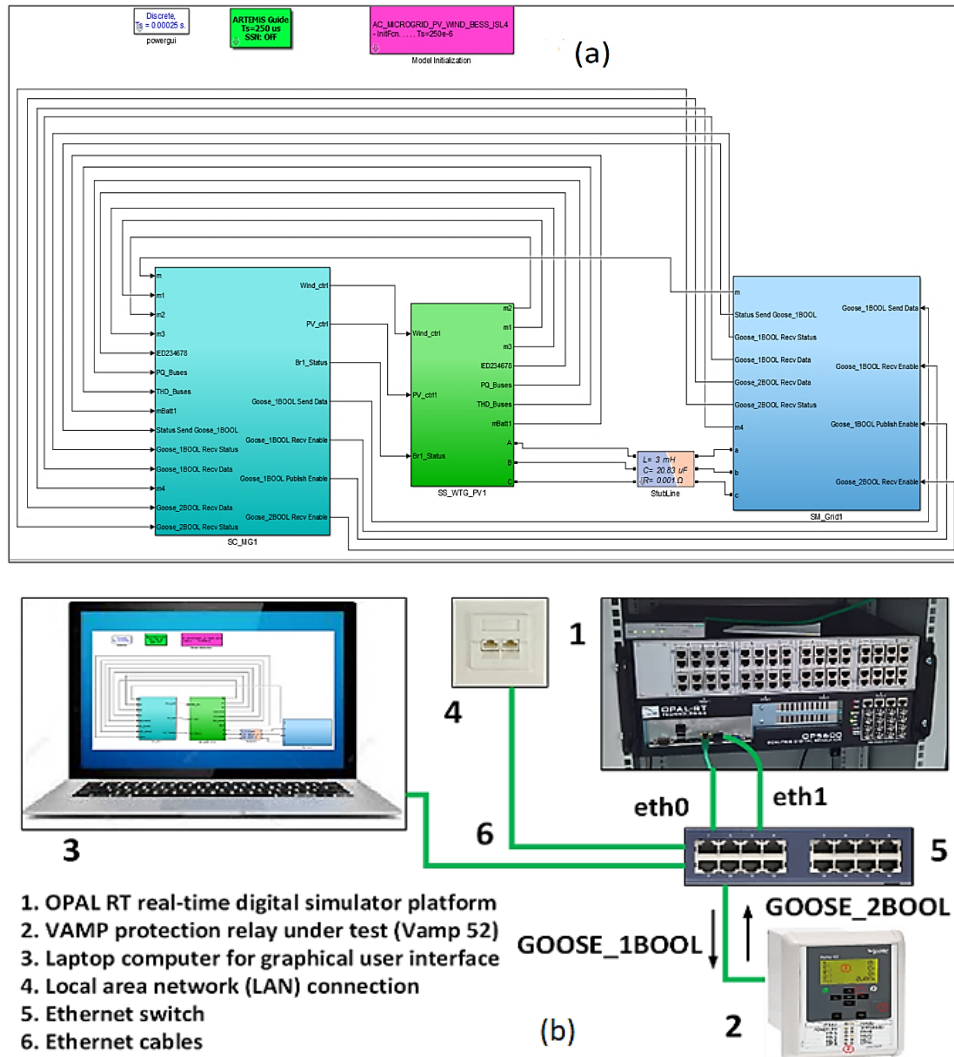 Discrete,
Ts = 0.00025 s.
powergui
ARTEMiS Guide
Ts=250 us
SSN: OFF
AC_MICROGRID_PV_WIND_BESS_ISL4
- InitFcn. . . . . Ts=250e-6
Model Initialization
(a)
m
m1
m2
m3
IED234678
PQ_Buses
THD_Buses
mBatt1
Status Send Goose_1BOOL
Goose_1BOOL Recv Status
Goose_1BOOL Recv Data
m4
Goose_2BOOL Recv Data
Goose_2BOOL Recv Status
Wind_ctrl
PV_ctrl
Br1_Status
Goose_1BOOL Send Data
Goose_1BOOL Recv Enable
Goose_1BOOL Publish Enable
Goose_2BOOL Recv Enable
SC_MG1
Wind_ctrl
PV_ctrl1
Br1_Status
m2
m1
m3
IED234678
PQ_Buses
THD_Buses
mBatt1
A
B
C
SS_WTG_PV1
L= 3 mH
C= 20.83 uF
R= 0.001 Ω
StubLine
m
Status Send Goose_1BOOL
Goose_1BOOL Recv Status
Goose_1BOOL Recv Data
Goose_2BOOL Recv Data
Goose_2BOOL Recv Status
m4
a
b
c
Goose_1BOOL Send Data
Goose_1BOOL Recv Enable
Goose_1BOOL Publish Enable
Goose_2BOOL Recv Enable
SM_Grid1
1
OPAL-RT
TECHNOLOGIES
OP5600
4
eth0
eth1
3
6
5
GOOSE_1BOOL
GOOSE_2BOOL
2
1. OPAL RT real-time digital simulator platform
2. VAMP protection relay under test (Vamp 52)
3. Laptop computer for graphical user interface
4. Local area network (LAN) connection
5. Ethernet switch
6. Ethernet cables
(b)